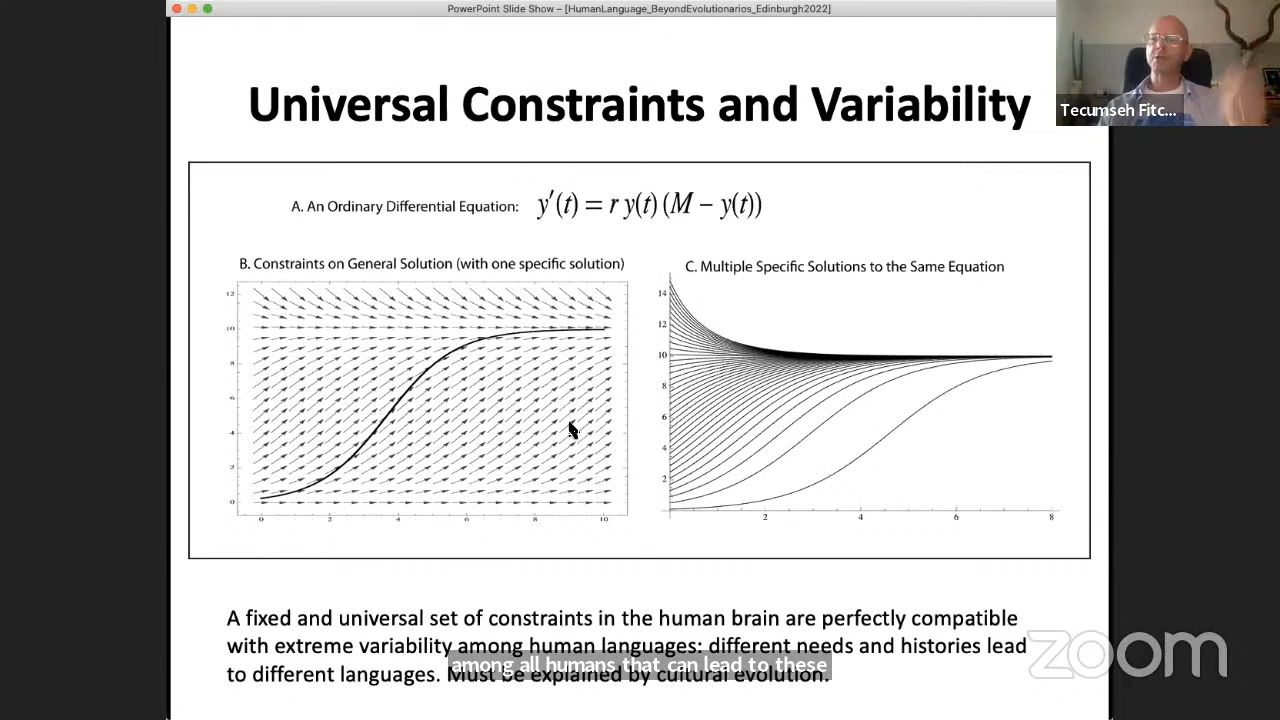 PowerPoint Slide Show – [HumanLanguage_BeyondEvolutionarios_Edinburgh2022]
Universal Constraints and Variability
Tecumseh Fitc...
A. An Ordinary Differential Equation: y′(t) = r y(t) (M − y(t))
B. Constraints on General Solution (with one specific solution)
C. Multiple Specific Solutions to the Same Equation
12
10
8
6
4
2
0
0 2 4 6 8 10
14
12
10
8
6
4
2
2 4 6 8
A fixed and universal set of constraints in the human brain are perfectly compatible
with extreme variability among human languages: different needs and histories lead
to different languages. Must be explained by cultural evolution.
among all humans that can lead to these
zoom